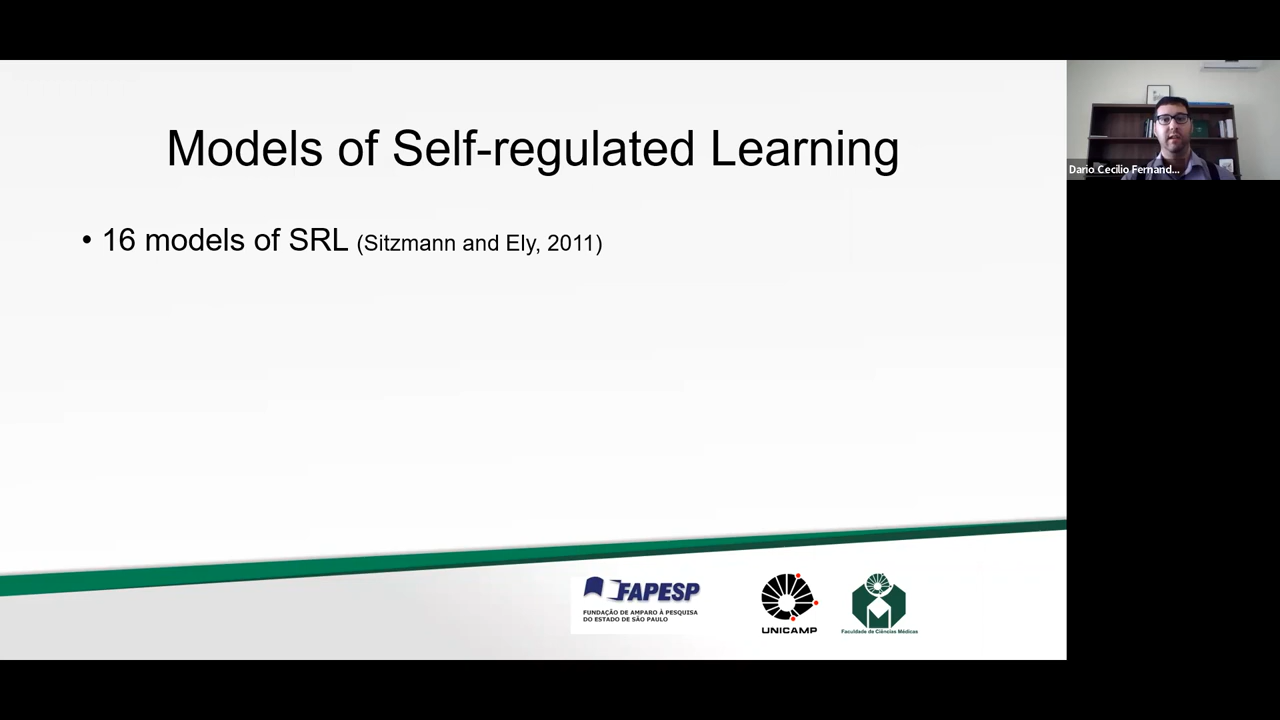 Models of Self-regulated Learning
• 16 models of SRL (Sitzmann and Ely, 2011)
Dario Cecilio Fernand...
FAPESP
FUNDAÇÃO DE AMPARO À PESQUISA
DO ESTADO DE SÃO PAULO
UNICAMP
Faculdade de Ciências Médicas